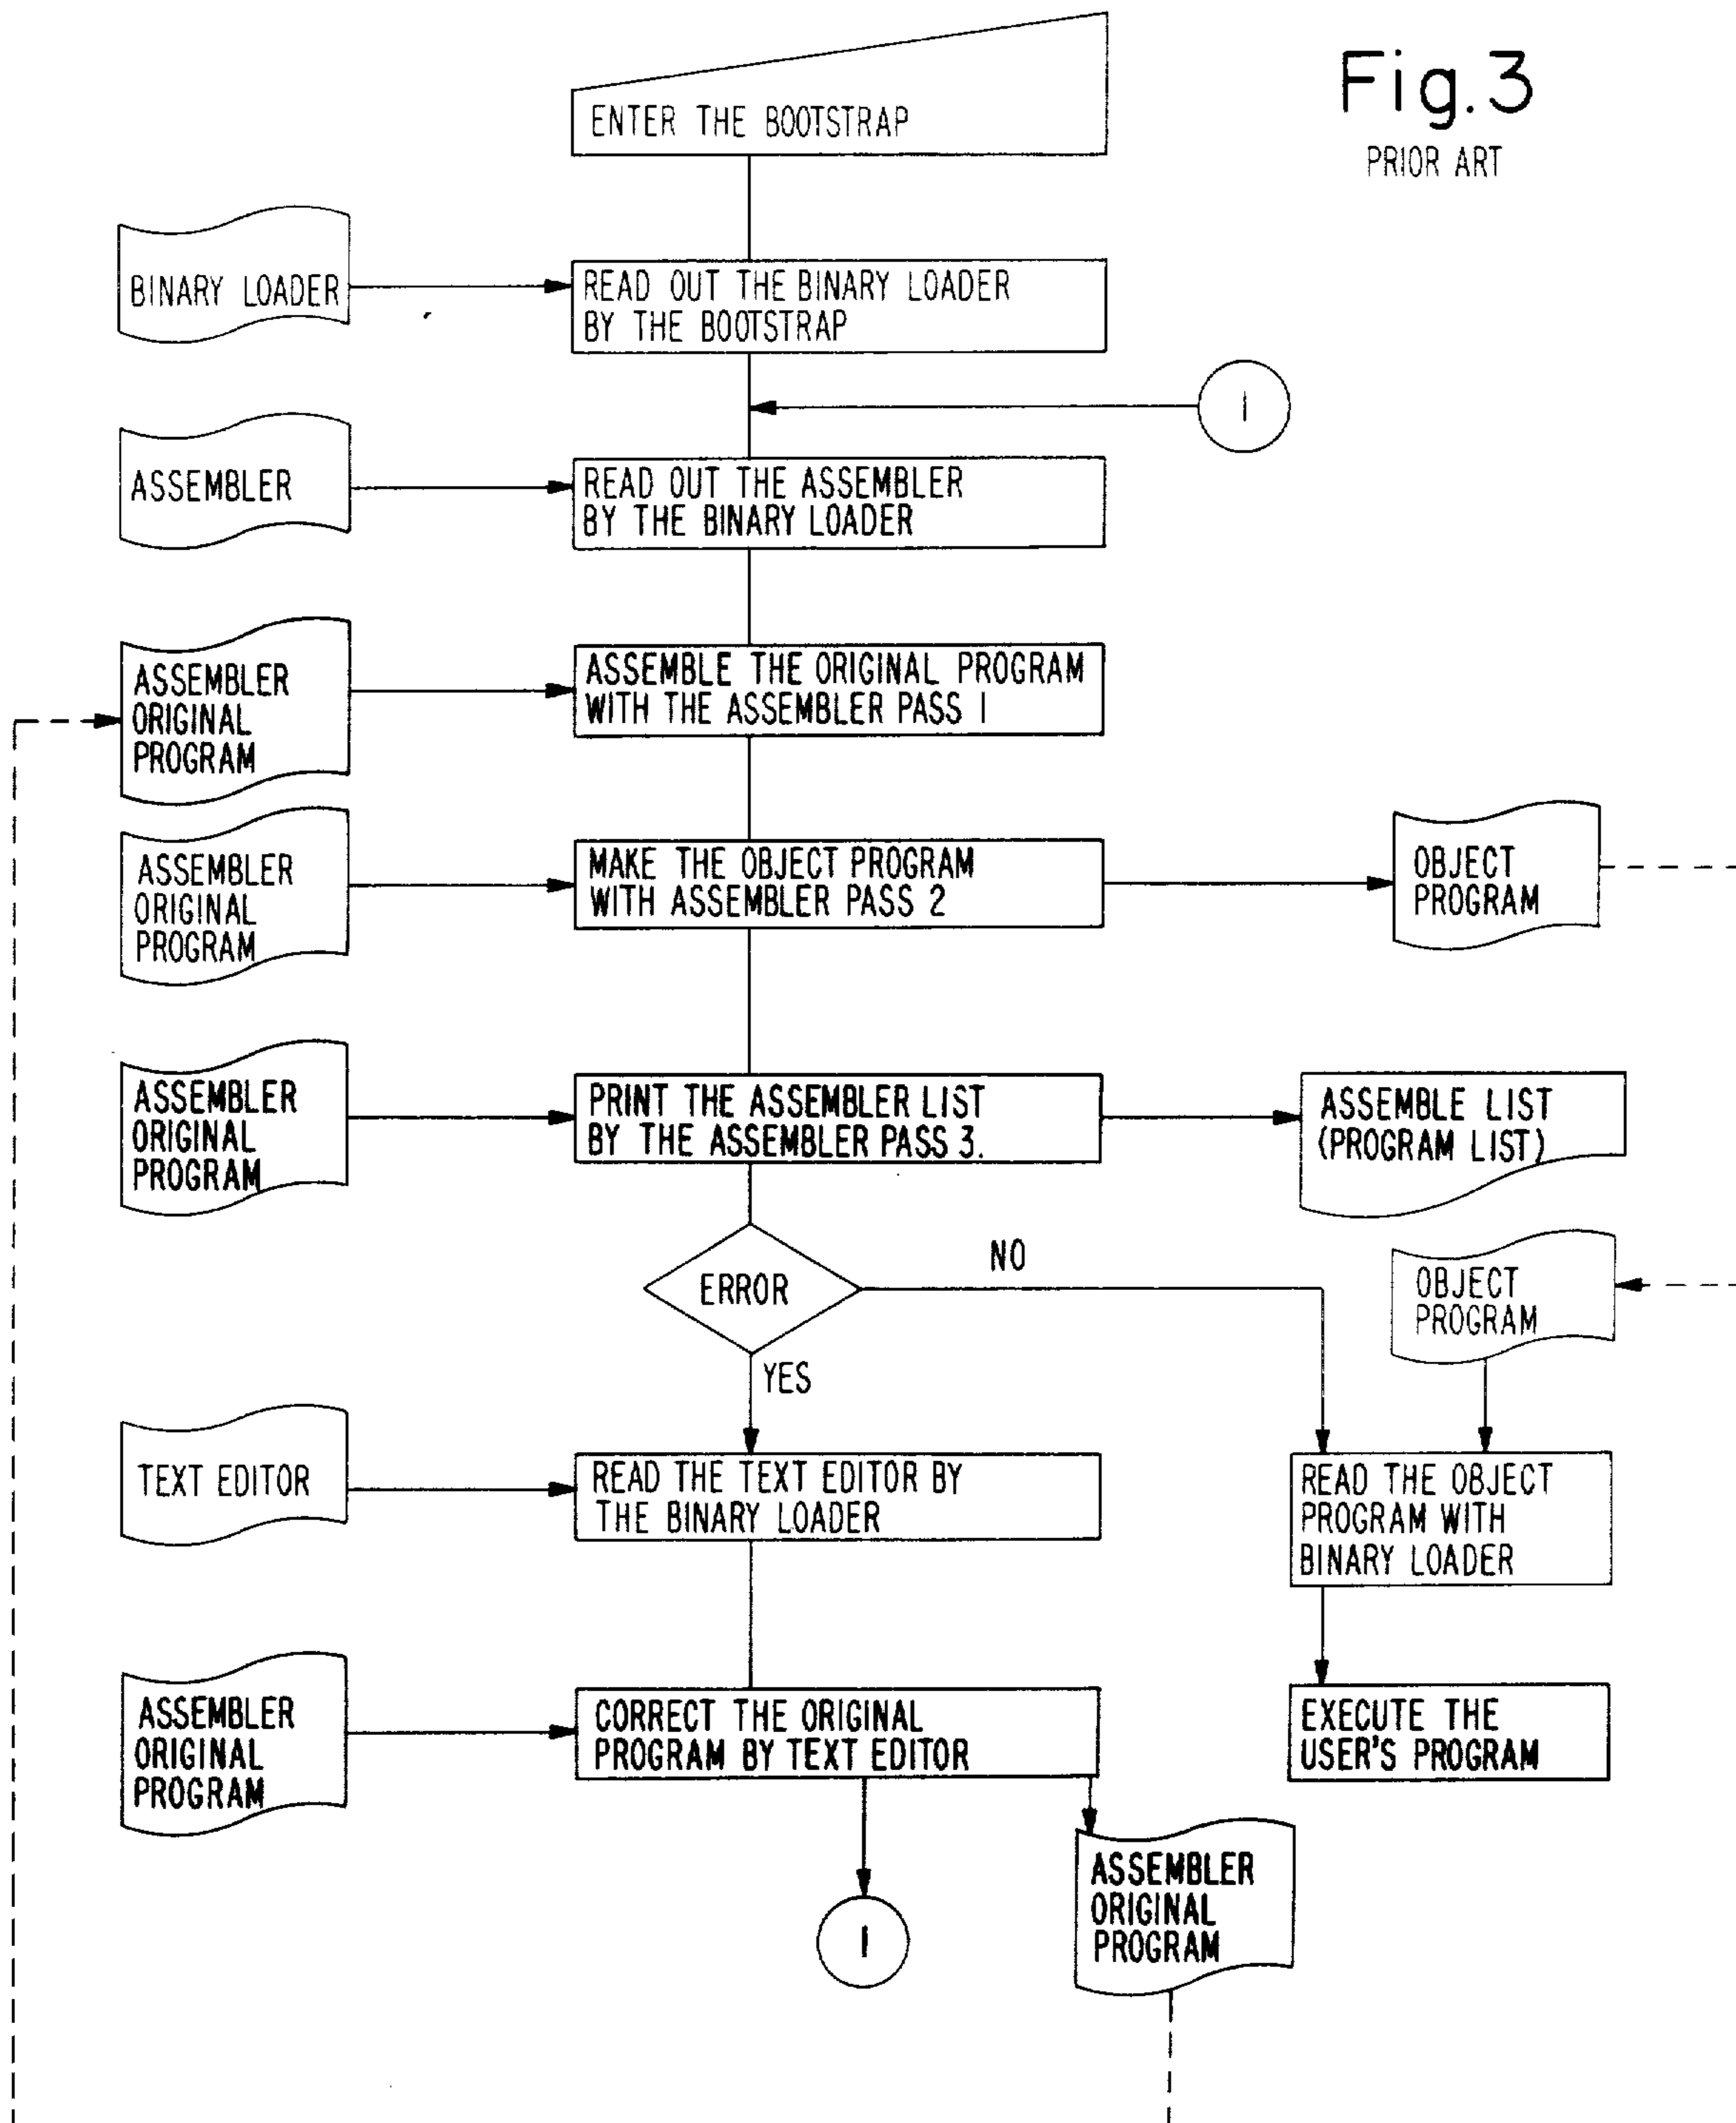 Fig.3
PRIOR ART
ENTER THE BOOTSTRAP
BINARY LOADER
READ OUT THE BINARY LOADER
BY THE BOOTSTRAP
1
ASSEMBLER
READ OUT THE ASSEMBLER
BY THE BINARY LOADER
ASSEMBLER
ORIGINAL
PROGRAM
ASSEMBLE THE ORIGINAL PROGRAM
WITH THE ASSEMBLER PASS 1
ASSEMBLER
ORIGINAL
PROGRAM
MAKE THE OBJECT PROGRAM
WITH ASSEMBLER PASS 2
OBJECT
PROGRAM
ASSEMBLER
ORIGINAL
PROGRAM
PRINT THE ASSEMBLER LIST
BY THE ASSEMBLER PASS 3.
ASSEMBLE LIST
(PROGRAM LIST)
ERROR
NO
YES
OBJECT
PROGRAM
TEXT EDITOR
READ THE TEXT EDITOR BY
THE BINARY LOADER
READ THE OBJECT
PROGRAM WITH
BINARY LOADER
ASSEMBLER
ORIGINAL
PROGRAM
CORRECT THE ORIGINAL
PROGRAM BY TEXT EDITOR
EXECUTE THE
USER'S PROGRAM
1
ASSEMBLER
ORIGINAL
PROGRAM